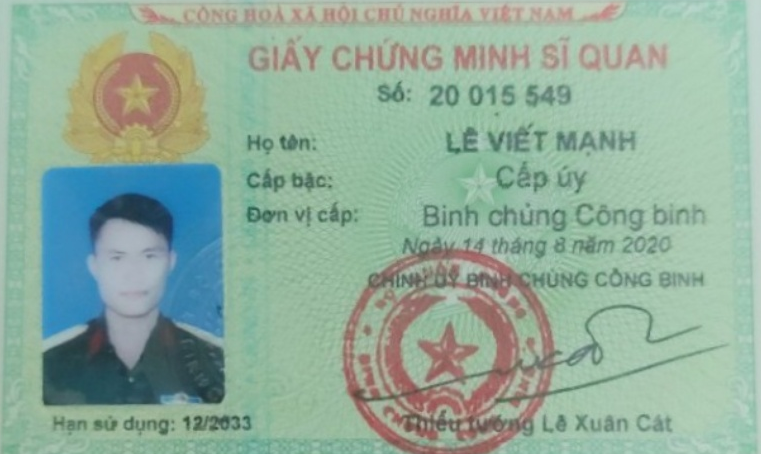 CỘNG HOÀ XÃ HỘI CHỦ NGHĨA VIỆT NAM
GIẤY CHỨNG MINH SĨ QUAN
Số: 20 015 549
Họ tên: LÊ VIẾT MẠNH
Cấp bậc: Cấp úy
Đơn vị cấp: Binh chủng Công binh
Ngày 14 tháng 8 năm 2020
CHÍNH ỦY BINH CHỦNG CÔNG BINH
Hạn sử dụng: 12/2033
Thiếu tướng Lê Xuân Cát